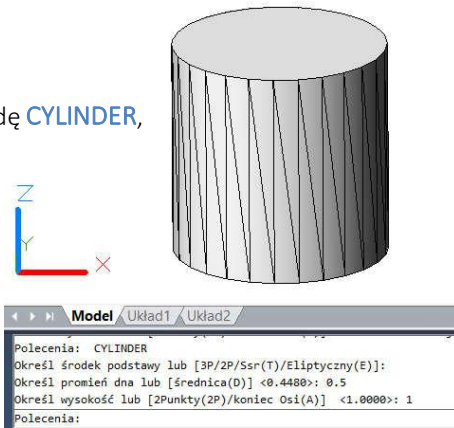 dę CYLINDER,
Z
Y
X
Model Układ1 Układ2
Polecenia: CYLINDER
Określ środek podstawy lub [3P/2P/Ssr(T)/Eliptyczny(E)]:
Określ promień dna lub [średnica(D)] <0.4480>: 0.5
Określ wysokość lub [2Punkty(2P)/koniec Osi(A)] <1.0000>: 1
Polecenia: